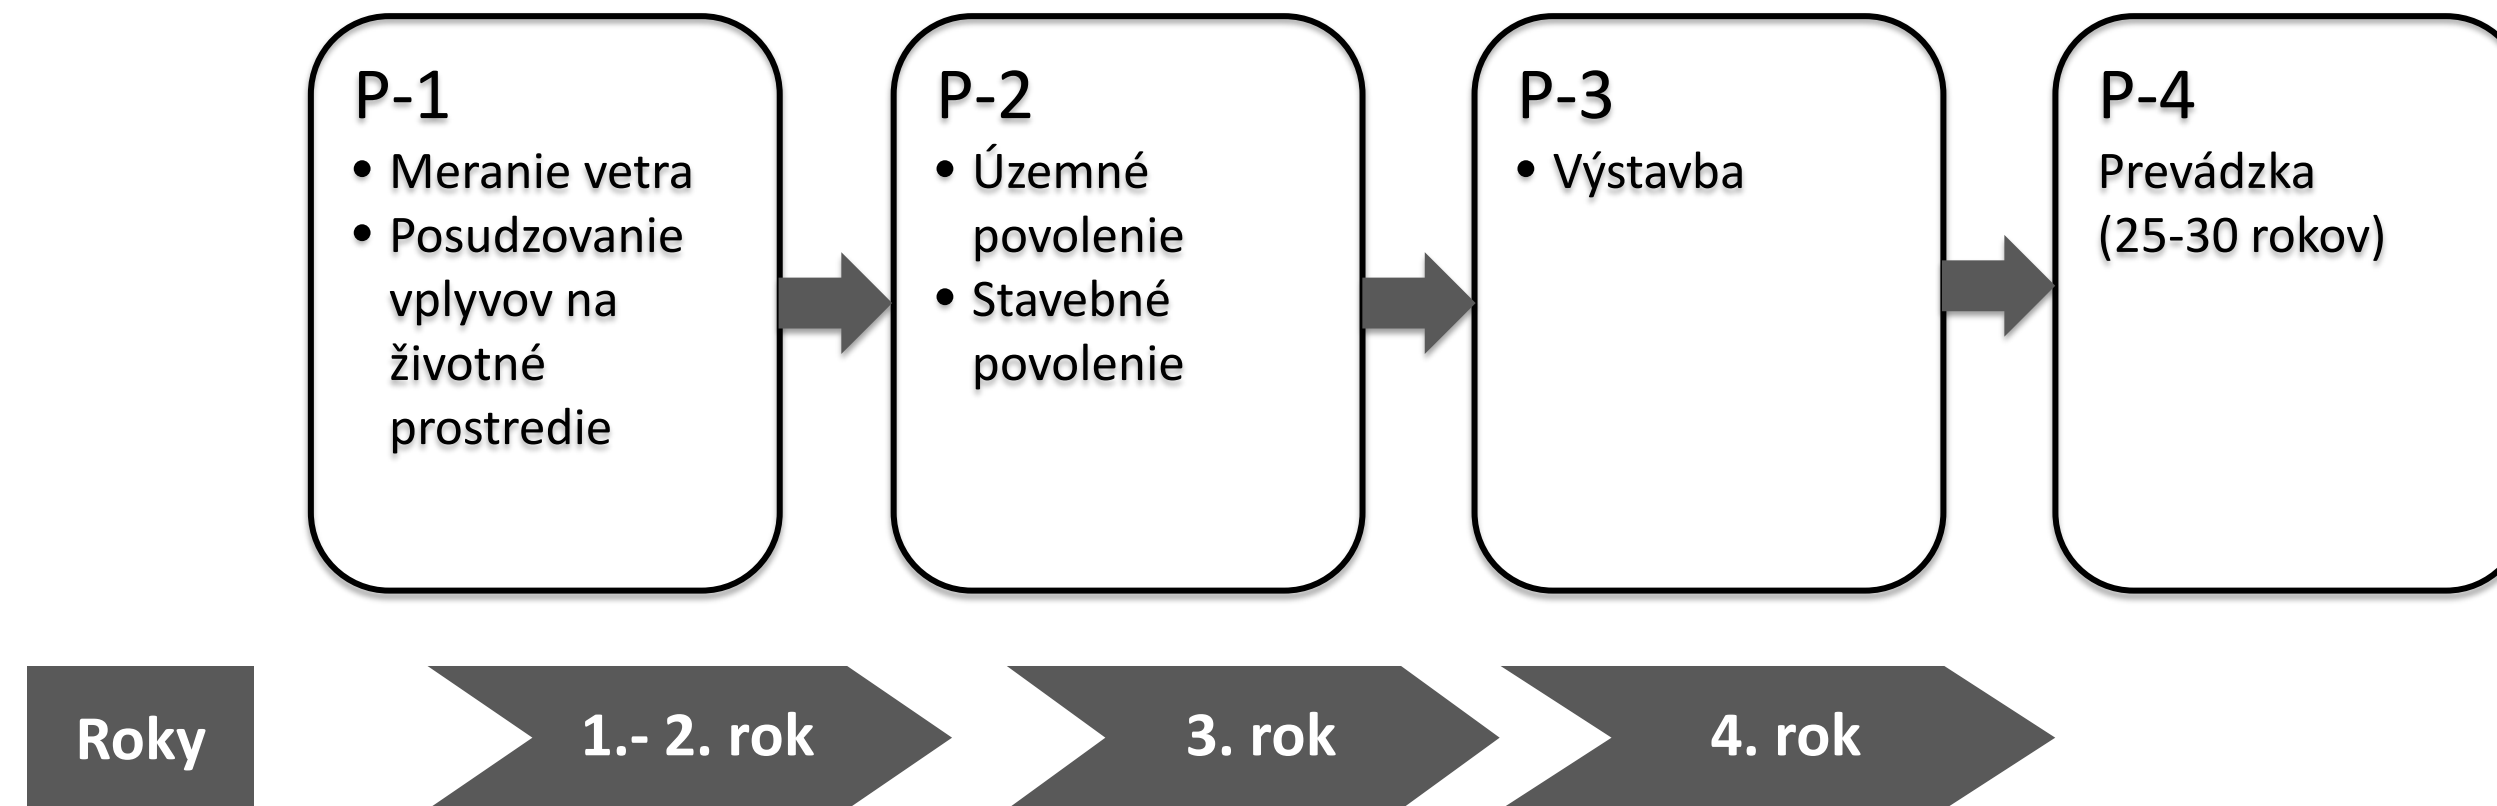 P-1
• Meranie vetra
• Posudzovanie
vplyvov na
životné
prostredie
P-2
• Územné
povolenie
• Stavebné
povolenie
P-3
• Výstavba
P-4
Prevádzka
(25-30 rokov)
Roky
1.- 2. rok
3. rok
4. rok